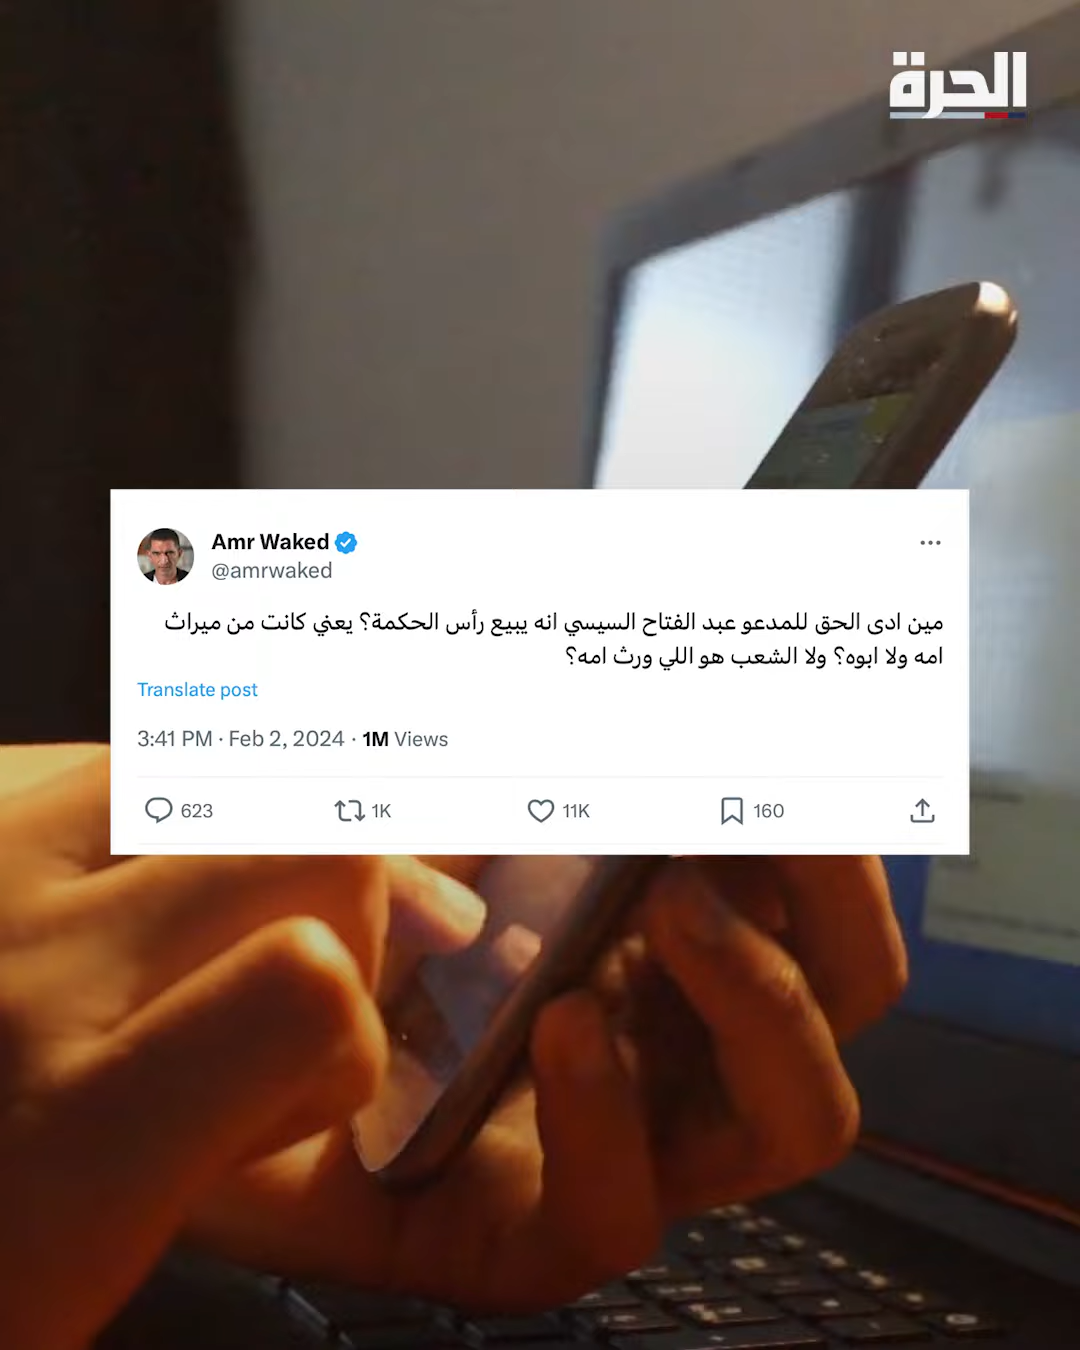 الحرة
Amr Waked
@amrwaked
مين ادى الحق للمدعو عبد الفتاح السيسي انه يبيع رأس الحكمة؟ يعني كانت من ميراث
امه ولا ابوه؟ ولا الشعب هو اللي ورث امه؟
Translate post
3:41 PM · Feb 2, 2024 · 1M Views
623 1K 11K 160